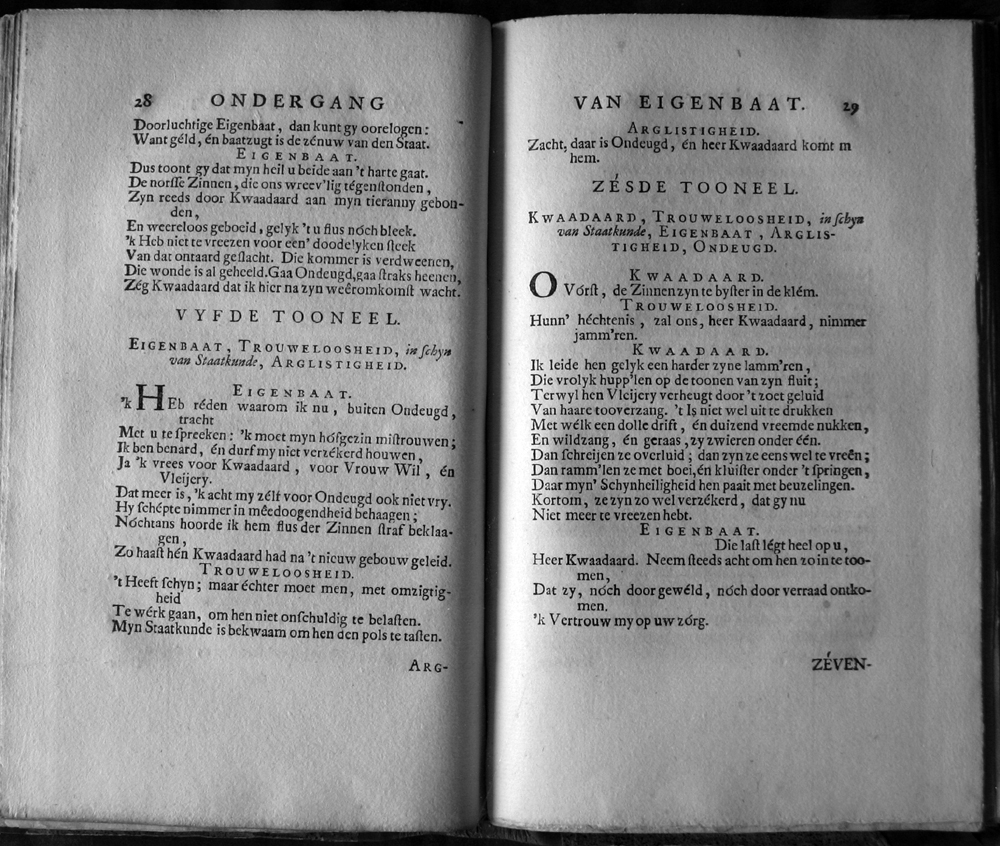 28 ONDERGANG
Doorluchtige Eigenbaat, dan kunt gy oorelogen:
Want géld, én baatzugt is de zénuw van den Staat.
EIGENBAAT.
Dus toont gy dat myn heil u beide aan 't harte gaat.
De norſſe Zinnen, die ons wreev'lig tégenſtonden,
Zyn reeds door Kwaadaard aan myn tieranny gebon-
den,
En weereloos geboeid, gelyk 't u flus nóch bleek.
'k Heb niet te vreezen voor een' doodelyken ſteek
Van dat ontaard geſlacht. Die kommer is verdweenen,
Die wonde is al geheeld. Gaa Ondeugd, gaa ſtraks heenen,
Zég Kwaadaard dat ik hier na zyn wéêromkomſt wacht.
VYFDE TOONEEL.
EIGENBAAT, TROUWELOOSHEID, in ſchyn
van Staatkunde, ARGLISTIGHEID.
EIGENBAAT.
'k HEb réden waarom ik nu, buiten Ondeugd,
tracht
Met u te ſpreeken: 'k moet myn hófgezin miſtrouwen;
Ik ben benard, én durf my niet verzékerd houwen,
Ja 'k vrees voor Kwaadaard, voor Vrouw Wil, én
Vleijery.
Dat meer is, 'k acht my zélf voor Ondeugd ook niet vry.
Hy ſchépte nimmer in méêdoogendheid behaagen;
Nóchtans hoorde ik hem flus der Zinnen ſtraf beklaa-
gen,
Zo haaſt hén Kwaadaard had na 't nieuw gebouw geleid.
TROUWELOOSHEID.
't Heeft ſchyn; maar échter moet men, met omzigtig-
heid
Te wérk gaan, om hen niet onſchuldig te belaſten.
Myn Staatkunde is bekwaam om hen den pols te taſten.
ARG-
VAN EIGENBAAT. 29
ARGLISTIGHEID.
Zacht, daar is Ondeugd, én heer Kwaadaard komt m
hem.
ZÉSDE TOONEEL.
KWAADAARD, TROUWELOOSHEID, in ſchyn
van Staatkunde, EIGENBAAT, ARGLIS-
TIGHEID, ONDEUGD.
KWAADAARD.
O Vórſt, de Zinnen zyn te byſter in de klém.
TROUWELOOSHEID.
Hunn' héchtenis, zal ons, heer Kwaadaard, nimmer
jamm'ren.
KWAADAARD.
Ik leide hen gelyk een harder zyne lamm'ren,
Die vrolyk hupp'len op de toonen van zyn fluit;
Terwyl hen Vleijery verheugt door 't zoet geluid
Van haare tooverzang. 't Is niet wel uit te drukken
Met wélk een dolle drift, én duizend vreemde nukken,
En wildzang, én geraas, zy zwieren onder één.
Dan ſchreijen ze overluid; dan zyn ze eens wel te vreên;
Dan ramm'len ze met boei, én kluiſter onder 't ſpringen,
Daar myn' Schynheiligheid hen paait met beuzelingen.
Kortom, ze zyn zo wel verzékerd, dat gy nu
Niet meer te vreezen hebt.
EIGENBAAT.
Die laſt légt heel op u,
Heer Kwaadaard. Neem ſteeds acht om hen zo in te too-
men,
Dat zy, nóch door gewéld, nóch door verraad ontko-
men.
'k Vertrouw my op uw zórg.
ZÉVEN-